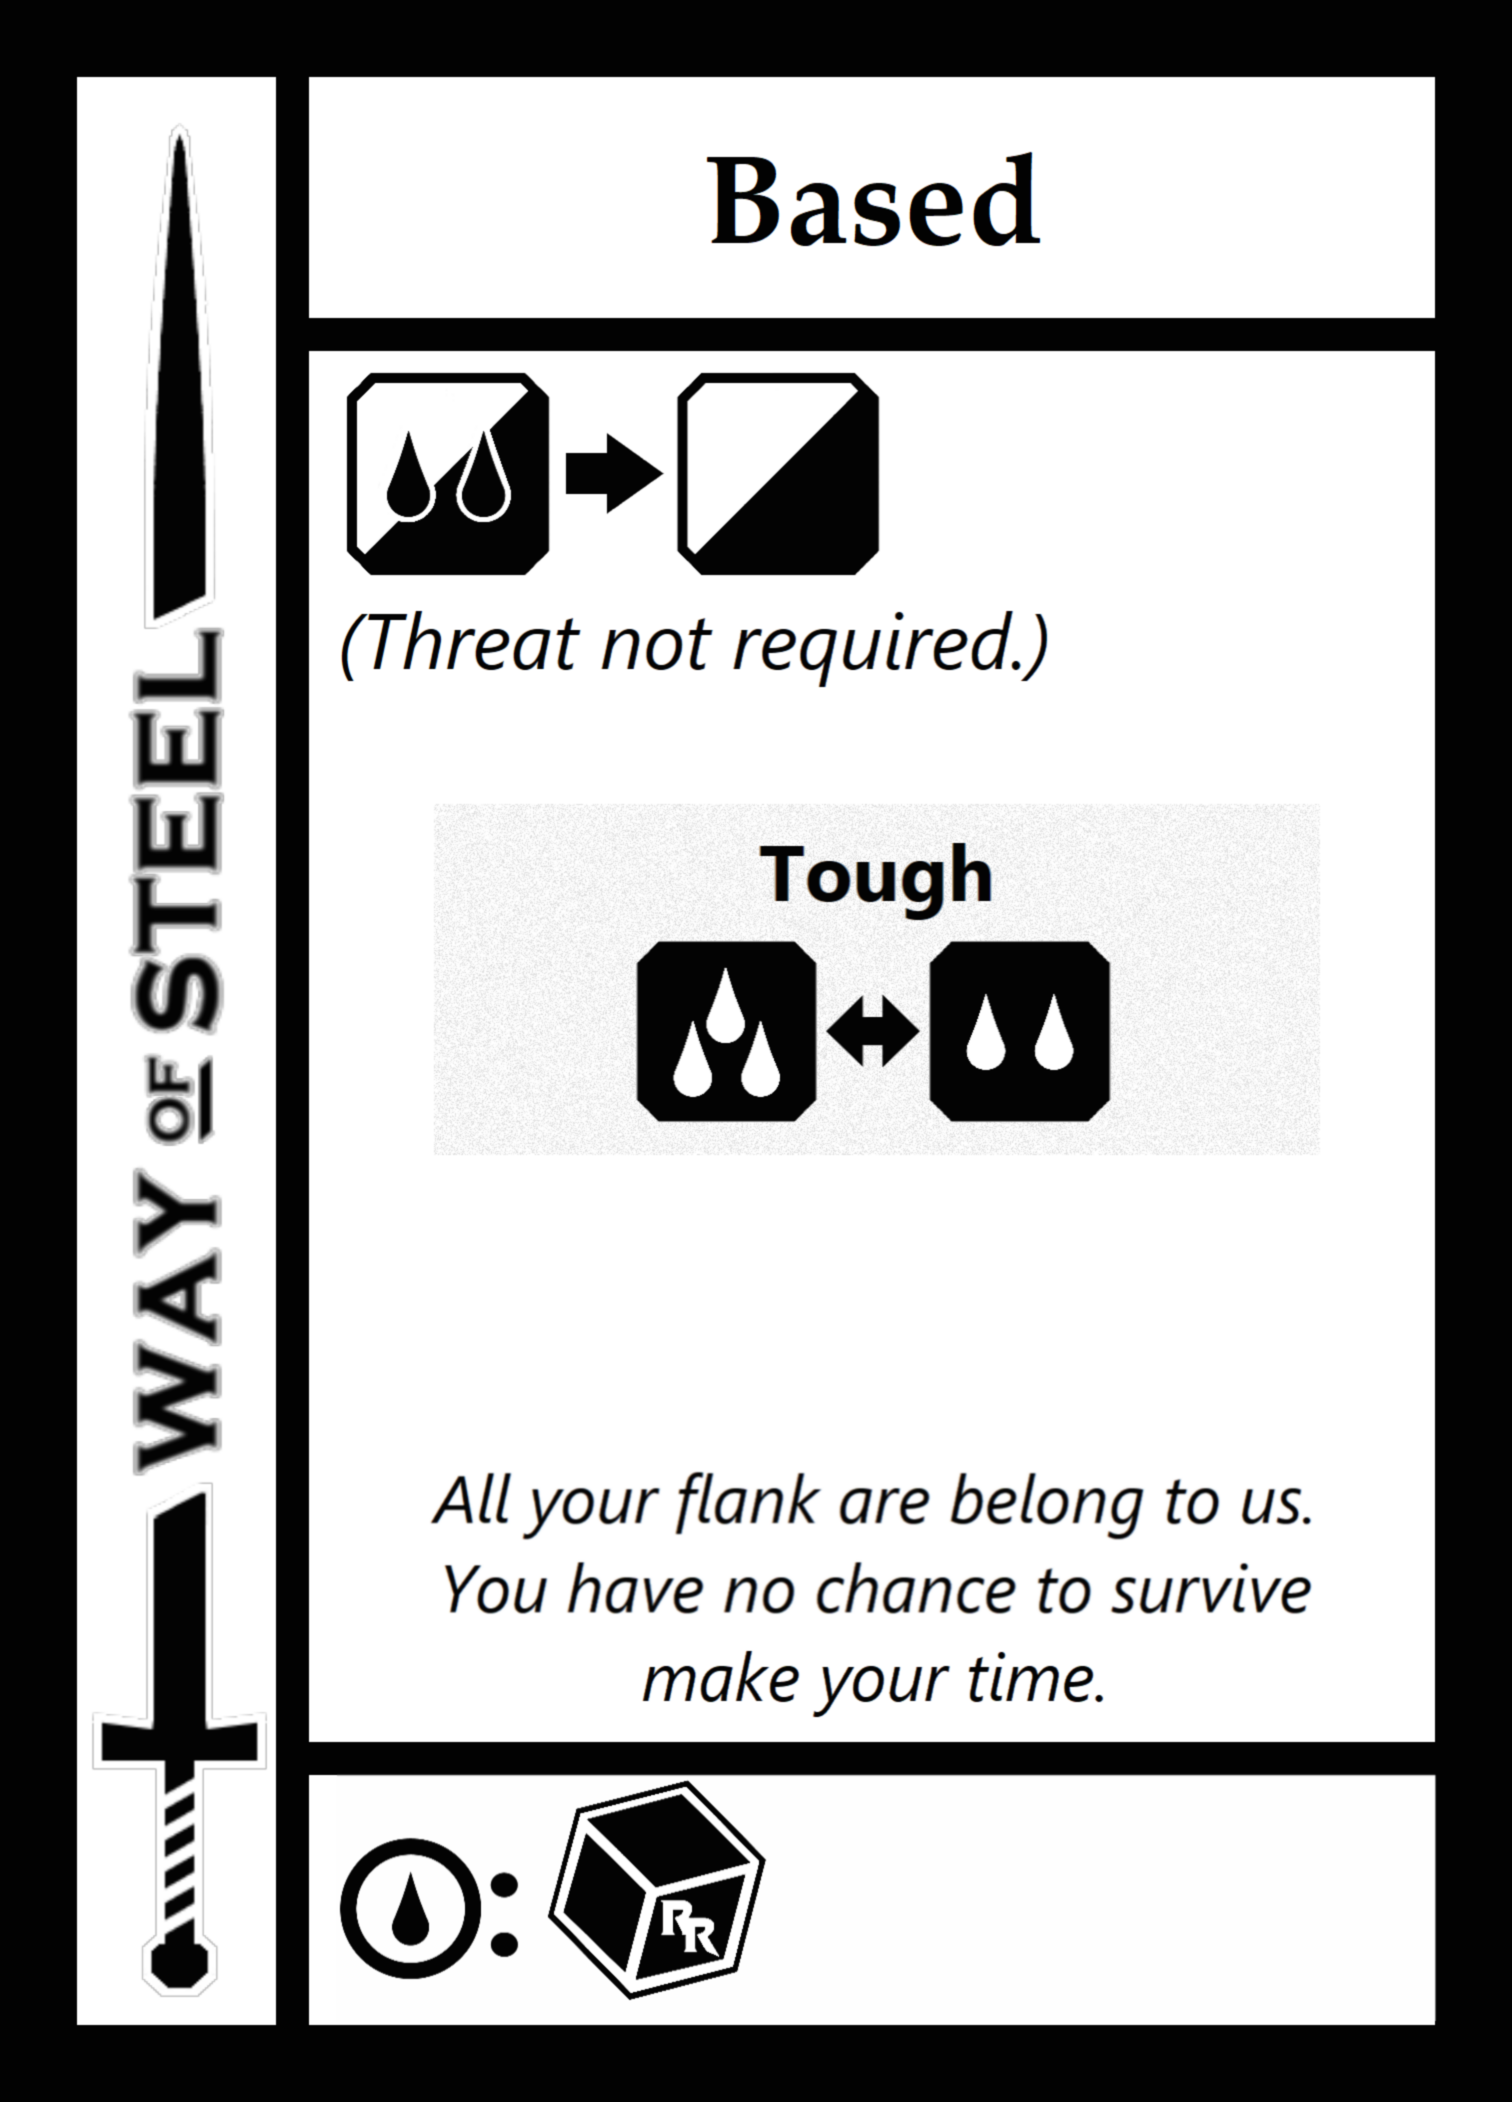 WAY OF STEEL
Based
(Threat not required.)
Tough
All your flank are belong to us.
You have no chance to survive
make your time.
:
RR